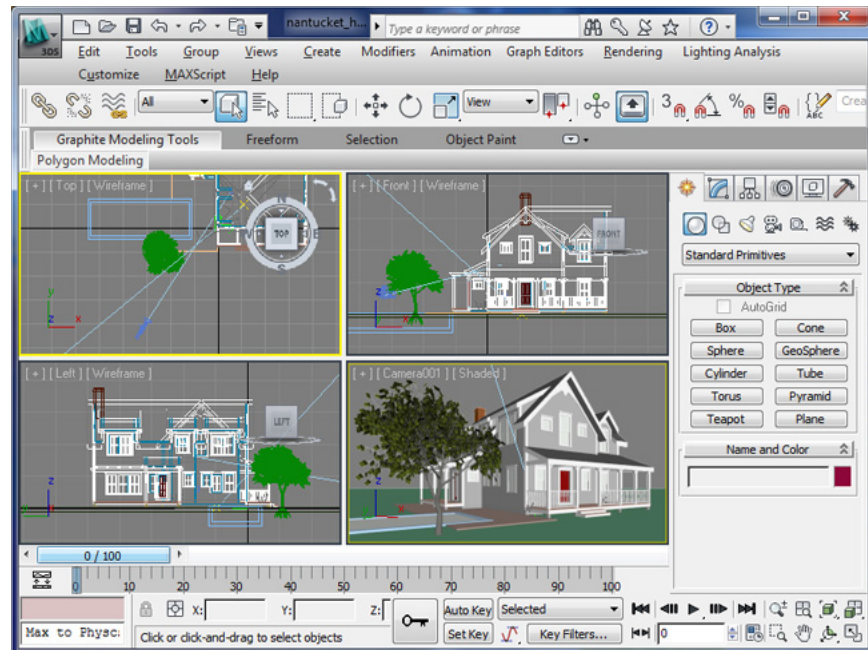 nantucket_h... Type a keyword or phrase
3DS Edit Tools Group Views Create Modifiers Animation Graph Editors Rendering Lighting Analysis
Customize MAXScript Help
All View 3 % ABC Crea
Graphite Modeling Tools Freeform Selection Object Paint
Polygon Modeling
[ + ] [ Top ] [ Wireframe ] [ + ] [ Front ] [ Wireframe ]
N
W TOP E FRONT
S
Standard Primitives
Object Type
AutoGrid
Box Cone
Sphere GeoSphere
Cylinder Tube
Torus Pyramid
Teapot Plane
y
z x z x
[ + ] [ Left ] [ Wireframe ] [ + ] [ Camera001 ] [ Shaded ]
LEFT
Name and Color
z z
y x
0 / 100
0 10 20 30 40 50 60 70 80 90 100
X: Y: Z: Auto Key Selected
Max to Physc: Click or click-and-drag to select objects Set Key Key Filters... 0